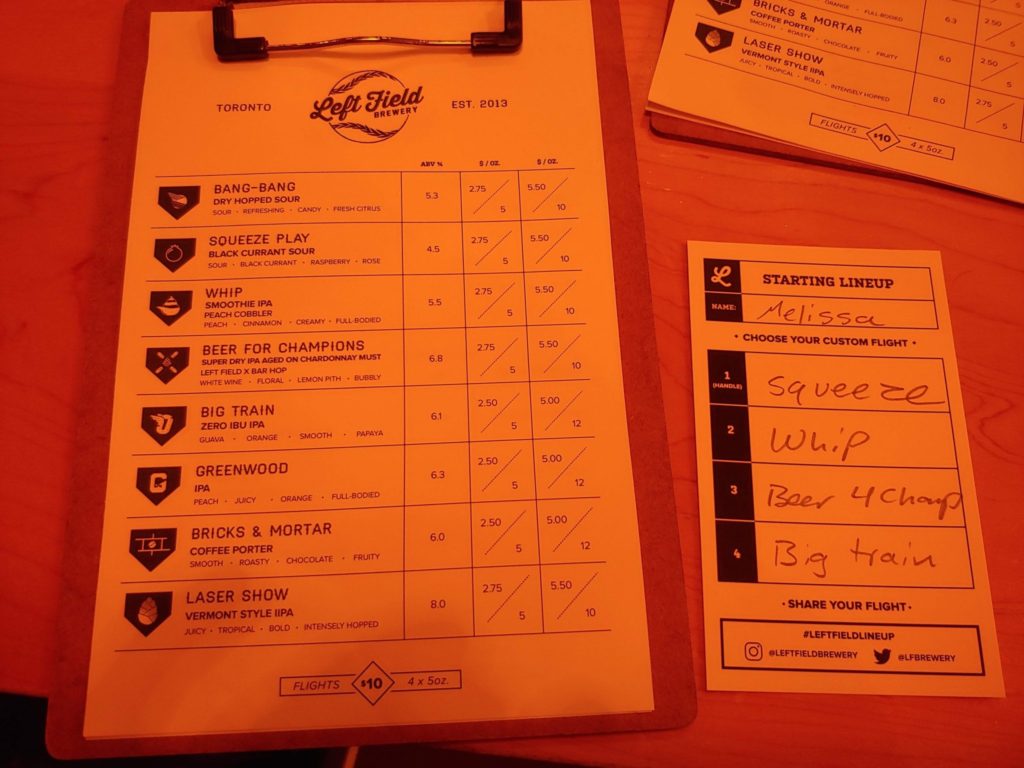 TORONTO
Left Field
BREWERY
EST. 2013
ABV % $ / OZ. $ / OZ.
BANG-BANG
DRY HOPPED SOUR
SOUR • REFRESHING • CANDY • FRESH CITRUS
5.3 2.75 / 5 5.50 / 10
SQUEEZE PLAY
BLACK CURRANT SOUR
SOUR • BLACK CURRANT • RASPBERRY • ROSE
4.5 2.75 / 5 5.50 / 10
WHIP
SMOOTHIE IPA
PEACH COBBLER
PEACH • CINNAMON • CREAMY • FULL-BODIED
5.5 2.75 / 5 5.50 / 10
BEER FOR CHAMPIONS
SUPER DRY IPA AGED ON CHARDONNAY MUST
LEFT FIELD X BAR HOP
WHITE WINE • FLORAL • LEMON PITH • BUBBLY
6.8 2.75 / 5 5.50 / 10
BIG TRAIN
ZERO IBU IPA
GUAVA • ORANGE • SMOOTH • PAPAYA
6.1 2.50 / 5 5.00 / 12
GREENWOOD
IPA
PEACH • JUICY • ORANGE • FULL-BODIED
6.3 2.50 / 5 5.00 / 12
BRICKS & MORTAR
COFFEE PORTER
SMOOTH • ROASTY • CHOCOLATE • FRUITY
6.0 2.50 / 5 5.00 / 12
LASER SHOW
VERMONT STYLE IIPA
JUICY • TROPICAL • BOLD • INTENSELY HOPPED
8.0 2.75 / 5 5.50 / 10
FLIGHTS $10 4 x 5oz.
ORANGE • FULL-BODIED
6.3 2.50 / 5
BRICKS & MORTAR
COFFEE PORTER
SMOOTH • ROASTY • CHOCOLATE • FRUITY
6.0 2.50 / 5
LASER SHOW
VERMONT STYLE IIPA
JUICY • TROPICAL • BOLD • INTENSELY HOPPED
8.0 2.75 / 5
FLIGHTS $10 4 x 5oz.
L STARTING LINEUP
NAME: Melissa
• CHOOSE YOUR CUSTOM FLIGHT •
1 (HANDLE) Squeeze
2 Whip
3 Beer 4 Champ
4 Big train
• SHARE YOUR FLIGHT •
#LEFTFIELDLINEUP
@LEFTFIELDBREWERY @LFBREWERY